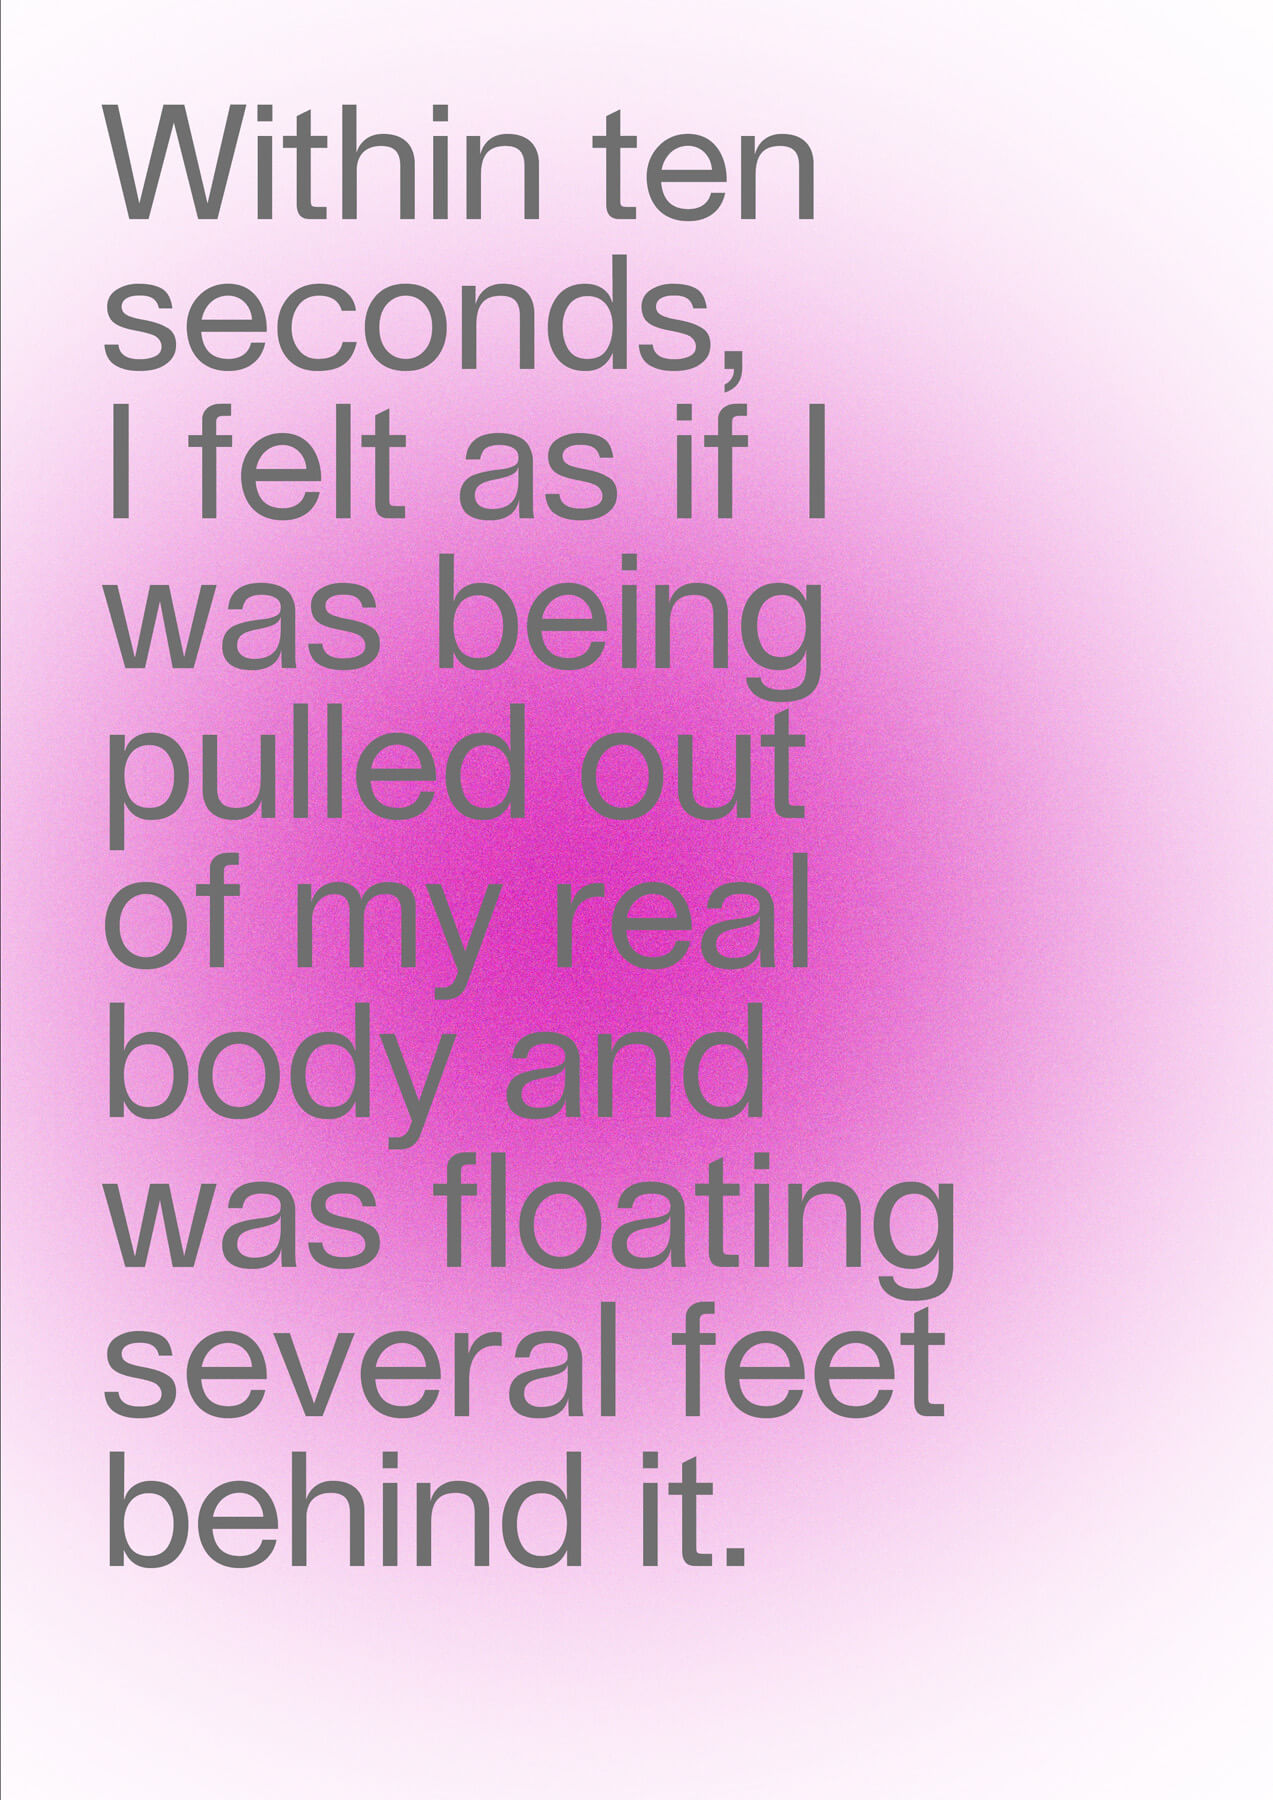 Within ten
seconds,
I felt as if I
was being
pulled out
of my real
body and
was floating
several feet
behind it.